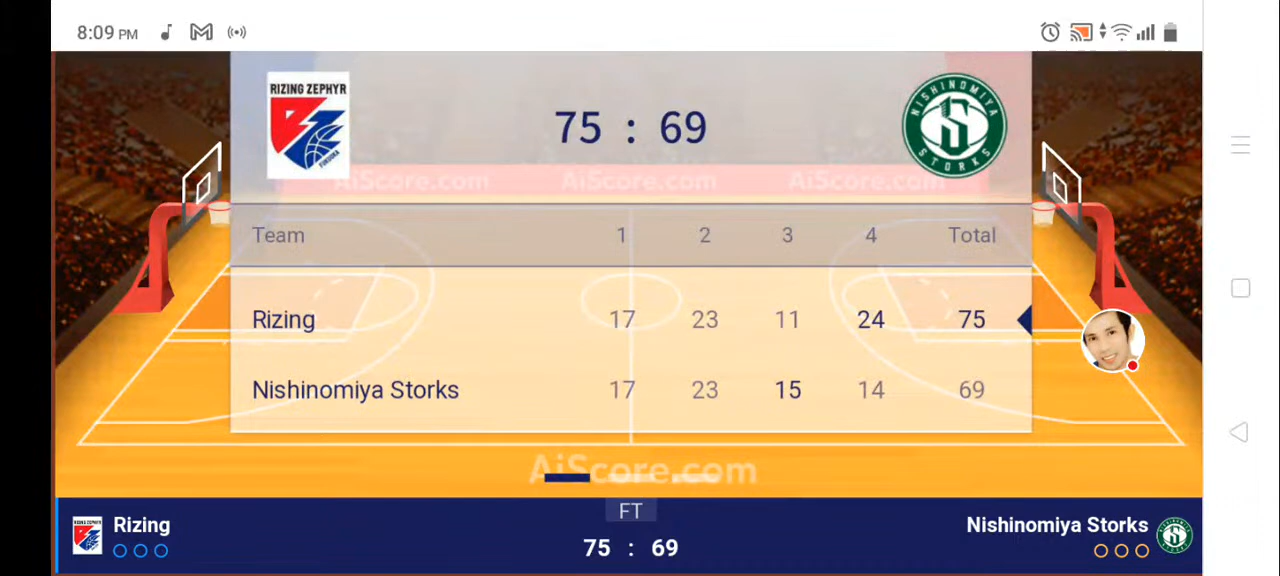 8:09 PM
RIZING ZEPHYR
FUKUOKA
75 : 69
NISHINOMIYA
STORKS
AiScore.com AiScore.com AiScore.com
Team 1 2 3 4 Total
Rizing 17 23 11 24 75
Nishinomiya Storks 17 23 15 14 69
AiScore.com
FT
Rizing
75 : 69
Nishinomiya Storks